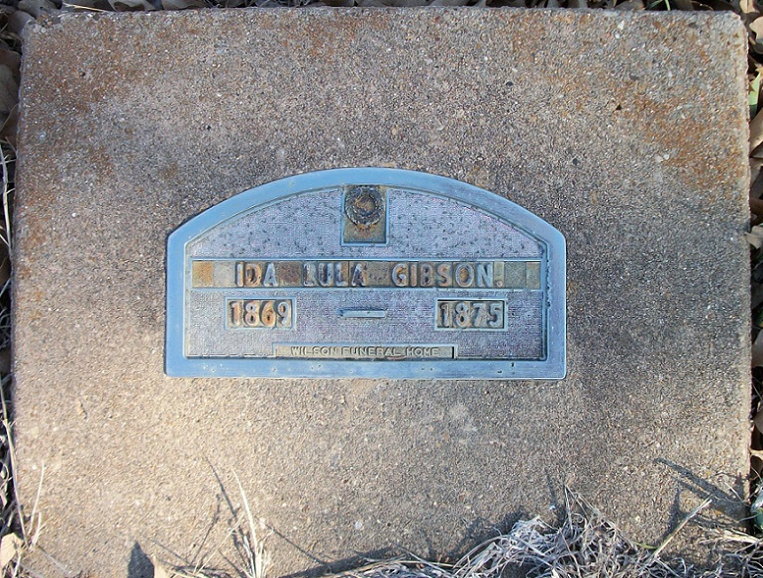 IDA LULA GIBSON.
1869 — 1875
WILSON FUNERAL HOME